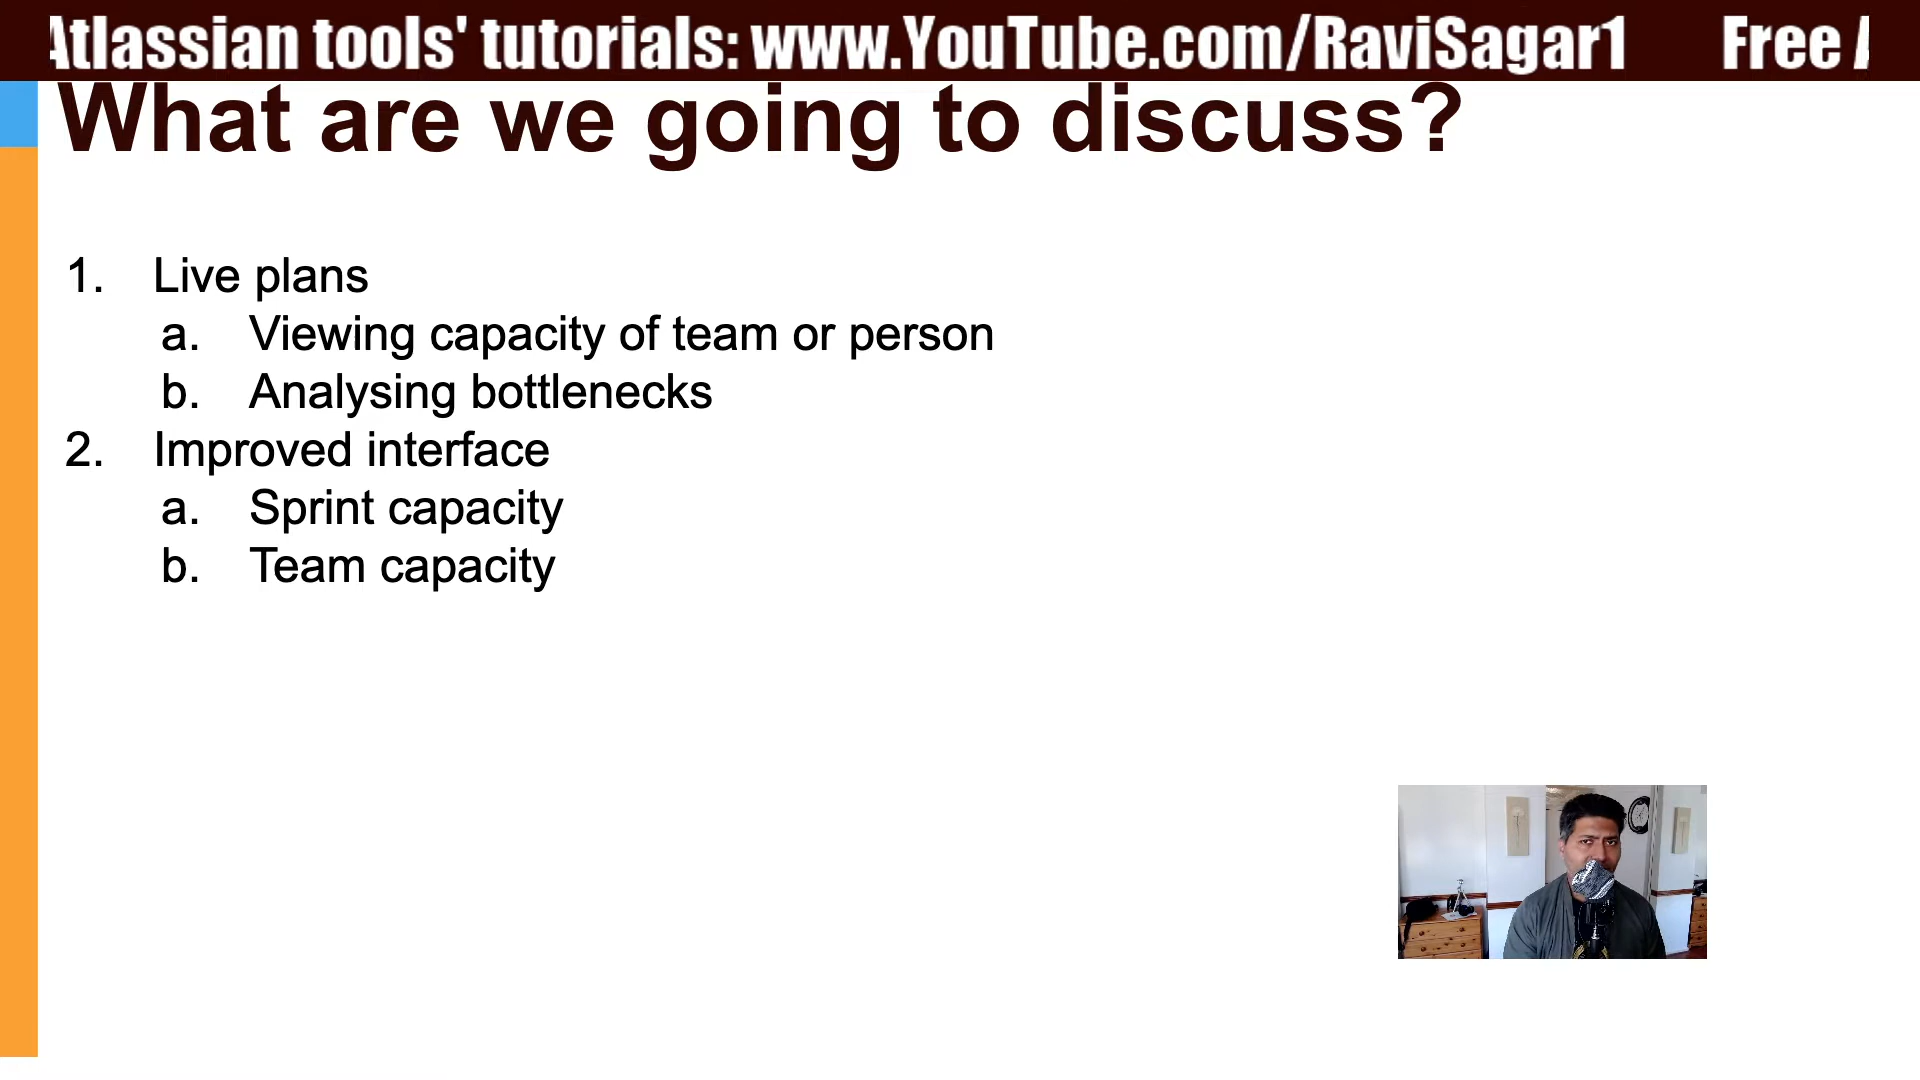 tlassian tools' tutorials: www.YouTube.com/RaviSagar1 Free
What are we going to discuss?
1. Live plans
a. Viewing capacity of team or person
b. Analysing bottlenecks
2. Improved interface
a. Sprint capacity
b. Team capacity